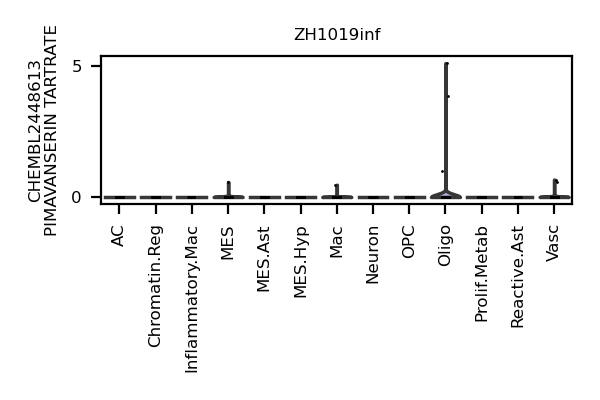 ZH1019inf
CHEMBL2448613
PIMAVANSERIN TARTRATE
5
0
AC
Chromatin.Reg
Inflammatory.Mac
MES
MES.Ast
MES.Hyp
Mac
Neuron
OPC
Oligo
Prolif.Metab
Reactive.Ast
Vasc